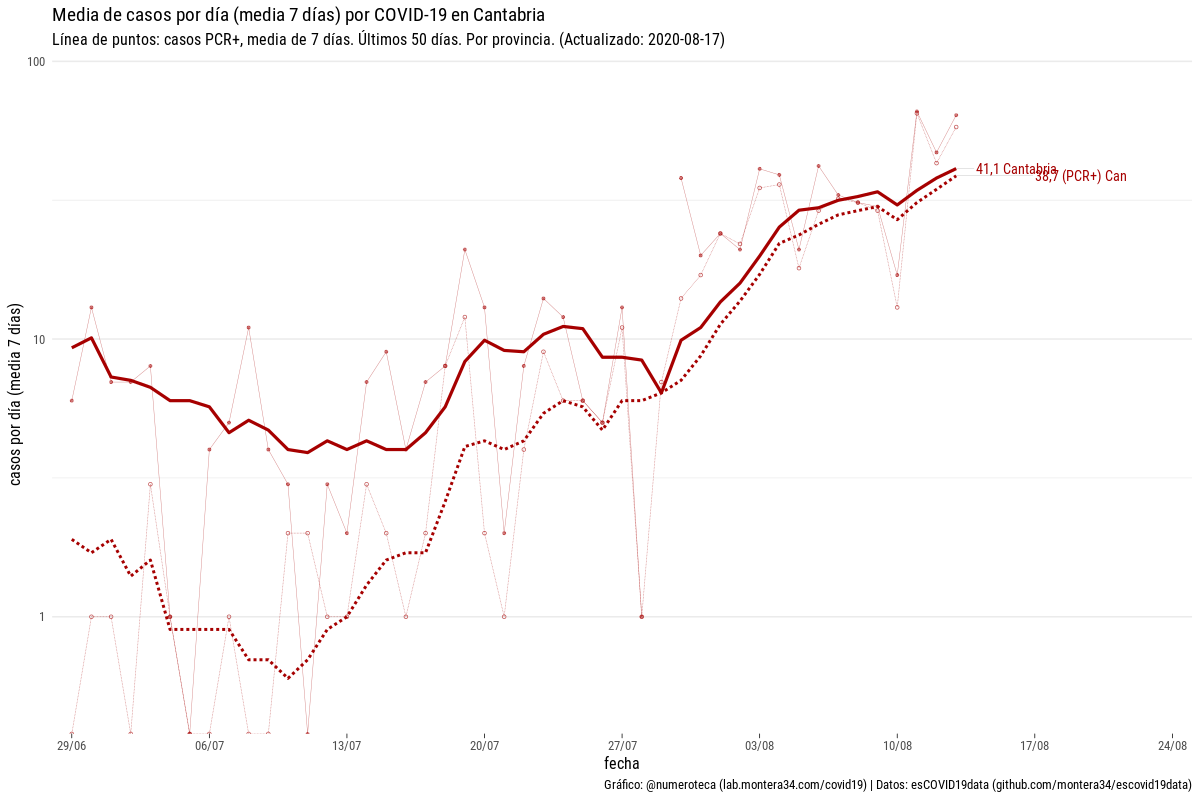 Media de casos por día (media 7 días) por COVID-19 en Cantabria
Línea de puntos: casos PCR+, media de 7 días. Últimos 50 días. Por provincia. (Actualizado: 2020-08-17)
100
41,1 Cantabria
38,7 (PCR+) Can
casos por día (media 7 días)
10
1
29/06 06/07 13/07 20/07 27/07 03/08 10/08 17/08 24/08
fecha
Gráfico: @numeroteca (lab.montera34.com/covid19) | Datos: esCOVID19data (github.com/montera34/escovid19data)